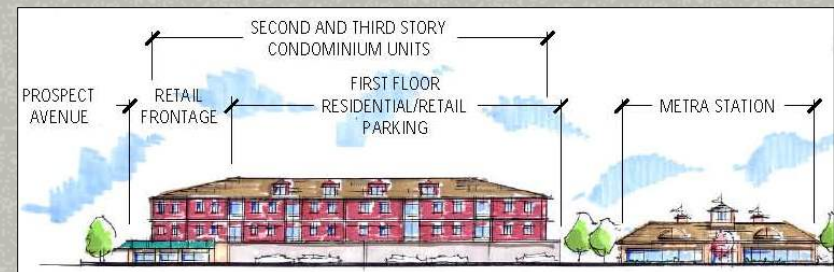 SECOND AND THIRD STORY
CONDOMINIUM UNITS
PROSPECT
AVENUE
RETAIL
FRONTAGE
FIRST FLOOR
RESIDENTIAL/RETAIL
PARKING
METRA STATION